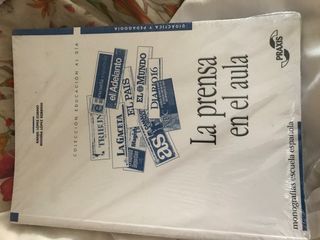 DIDÁCTICA Y PEDAGOGÍA
COLECCIÓN EDUCACIÓN AL DÍA
PRAXIS
TRIBUNA
el Adelanto
LA GACETA
EL PAÍS
EL MUNDO
DIARIO 16
as
La prensa
en el aula
monografías escuela española